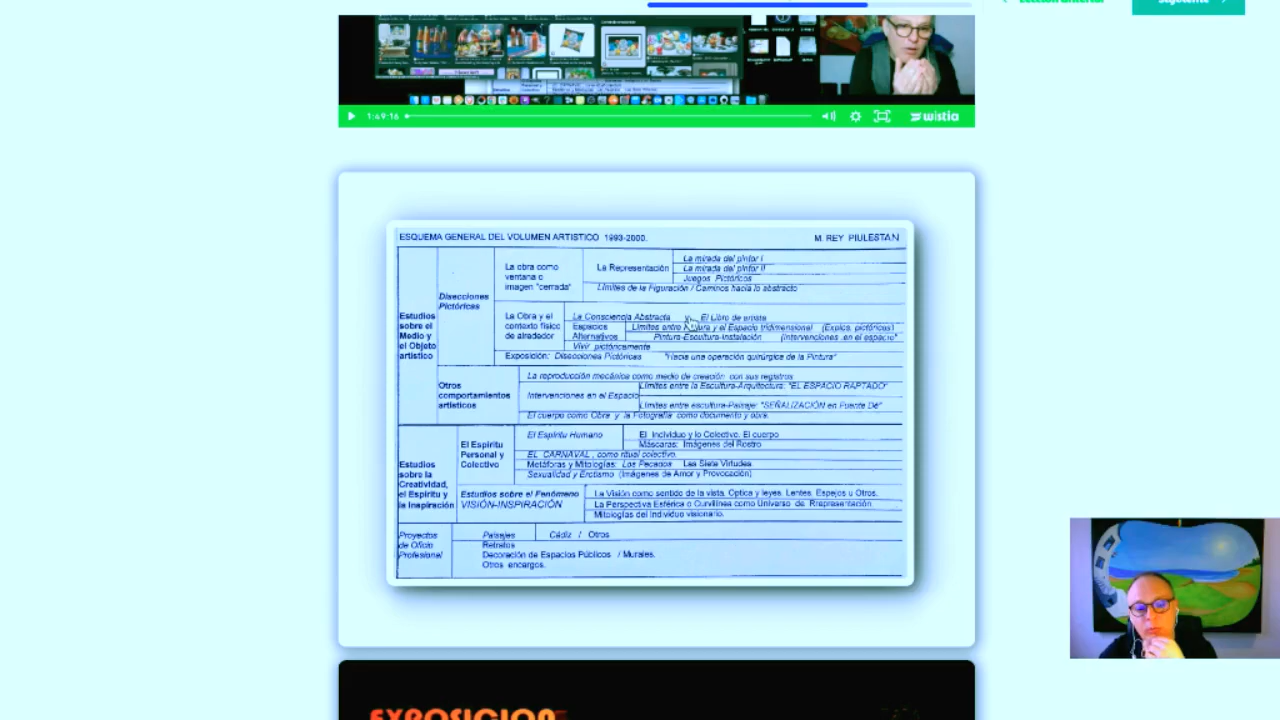 Lección anterior
Siguiente
1:49:16
wistia
ESQUEMA GENERAL DEL VOLUMEN ARTISTICO 1993-2000.
M. REY PIULESTAN
Estudios sobre el Medio y el Objeto artístico
Disecciones Pictóricas
La obra como ventana o imagen "cerrada"
La Representación
La mirada del pintor I
La mirada del pintor II
Juegos Pictóricos
Límites de la Figuración / Caminos hacia lo abstracto
La Obra y el contexto físico de alrededor
La Consciencia Abstracta
El Libro de artista
Espacios Alternativos
Límites entre Pintura y el Espacio tridimensional (Explos. pictóricas)
Pintura-Escultura-Instalación (Intervenciones .en el espacio"
Vivir pictóricamente
Exposición: Disecciones Pictóricas "Hacia una operación quirúrgica de la Pintura"
Otros comportamientos artísticos
La reproducción mecánica como medio de creación con sus registros
Intervenciones en el Espacio
Límites entre la Escultura-Arquitectura: "EL ESPACIO RAPTADO"
Límites entre escultura-Paisaje: "SEÑALIZACIÓN en Puente Dé"
El cuerpo como Obra y la Fotografía como documento y obra.
Estudios sobre la Creatividad, el Espíritu y la Inspiración
El Espíritu Personal y Colectivo
El Espíritu Humano
El Individuo y lo Colectivo. El cuerpo
Máscaras: Imágenes del Rostro
EL CARNAVAL, como ritual colectivo.
Metáforas y Mitologías: Los Pecados Las Siete Virtudes
Sexualidad y Erotismo (Imágenes de Amor y Provocación)
Estudios sobre el Fenómeno VISIÓN-INSPIRACIÓN
La Visión como sentido de la vista. Optica y leyes. Lentes, Espejos u Otros.
La Perspectiva Esférica o Curvilínea como Universo de Rrapresentación
Mitologías del Individuo visionario.
Proyectos de Oficio Profesional
Paisajes
Cádiz / Otros
Retratos
Decoración de Espacios Públicos / Murales.
Otros encargos.
EXPOSICION